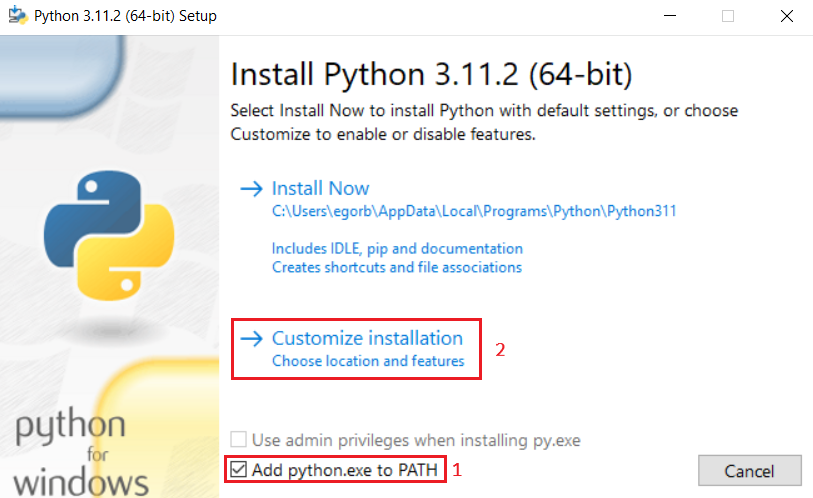 Python 3.11.2 (64-bit) Setup
Install Python 3.11.2 (64-bit)
Select Install Now to install Python with default settings, or choose
Customize to enable or disable features.
Install Now
C:\Users\egorb\AppData\Local\Programs\Python\Python311
Includes IDLE, pip and documentation
Creates shortcuts and file associations
Customize installation
Choose location and features
2
Use admin privileges when installing py.exe
Add python.exe to PATH
1
Cancel
python
for
windows